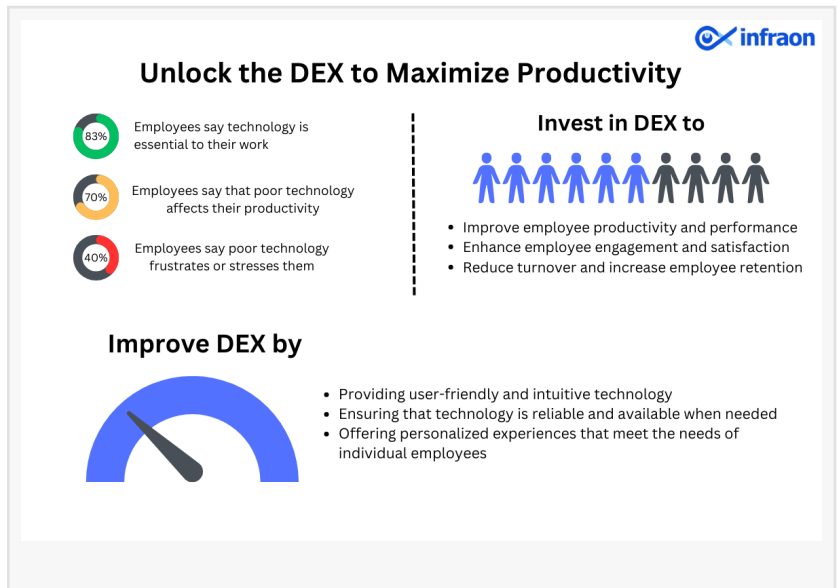 infraon
Unlock the DEX to Maximize Productivity
83%
Employees say technology is
essential to their work
70%
Employees say that poor technology
affects their productivity
40%
Employees say poor technology
frustrates or stresses them
Invest in DEX to
• Improve employee productivity and performance
• Enhance employee engagement and satisfaction
• Reduce turnover and increase employee retention
Improve DEX by
• Providing user-friendly and intuitive technology
• Ensuring that technology is reliable and available when needed
• Offering personalized experiences that meet the needs of
individual employees